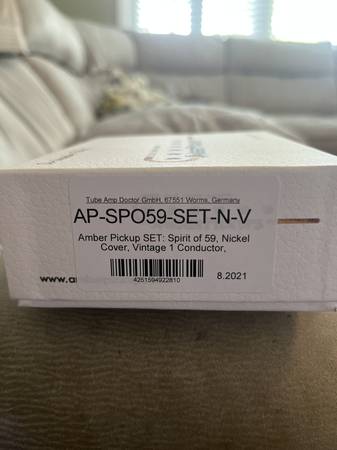 Tube Amp Doctor GmbH, 67551 Worms, Germany
AP-SPO59-SET-N-V
Amber Pickup SET: Spirit of 59, Nickel
Cover, Vintage 1 Conductor,
www.a
4251594922810
8.2021